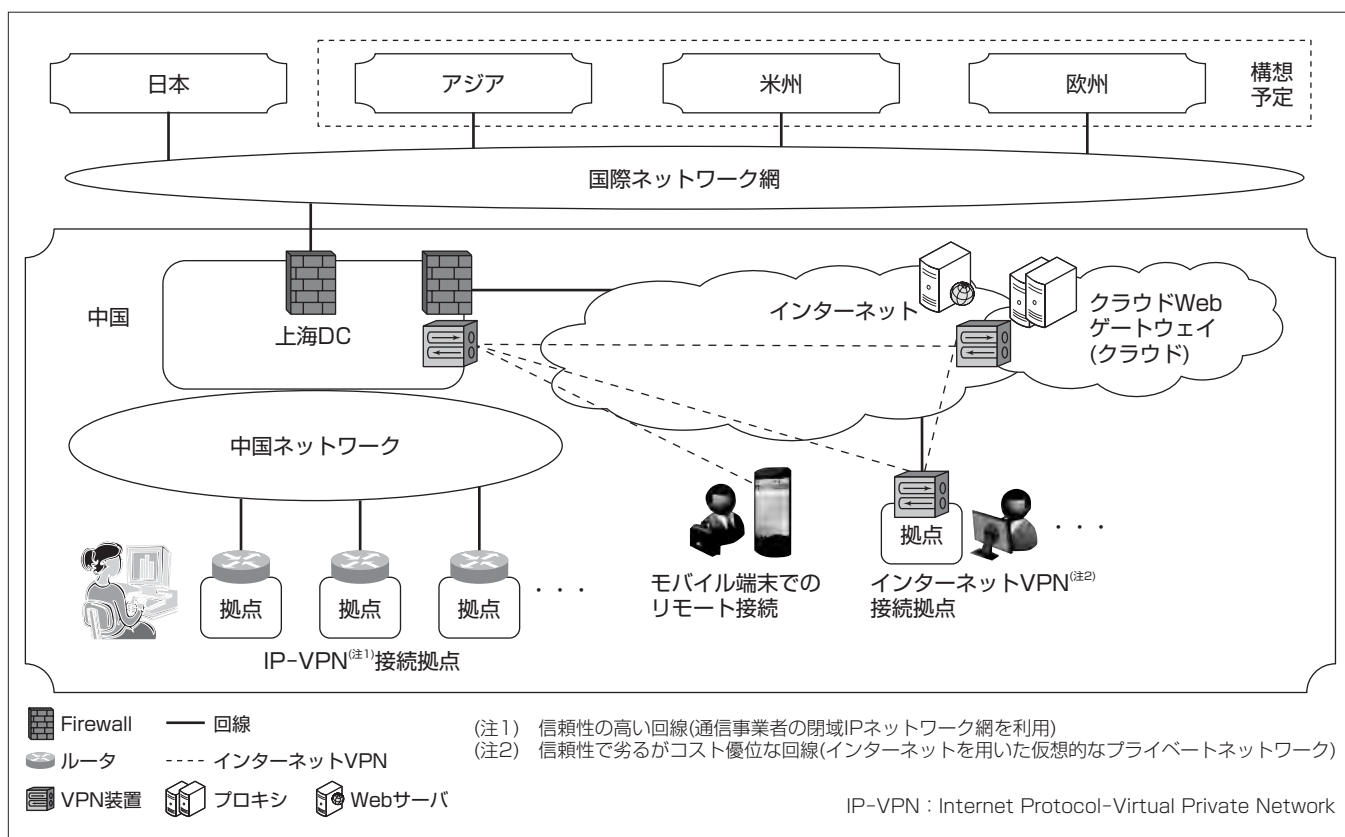 日本
アジア
米州
欧州
構想
予定
国際ネットワーク網
中国
上海DC
インターネット
クラウドWeb
ゲートウェイ
(クラウド)
中国ネットワーク
拠点
拠点
拠点
・・・
IP-VPN(注1)接続拠点
モバイル端末での
リモート接続
拠点
・・・
インターネットVPN(注2)
接続拠点
Firewall
回線
ルータ
インターネットVPN
VPN装置
プロキシ
Webサーバ
(注1) 信頼性の高い回線(通信事業者の閉域IPネットワーク網を利用)
(注2) 信頼性で劣るがコスト優位な回線(インターネットを用いた仮想的なプライベートネットワーク)
IP-VPN：Internet Protocol-Virtual Private Network